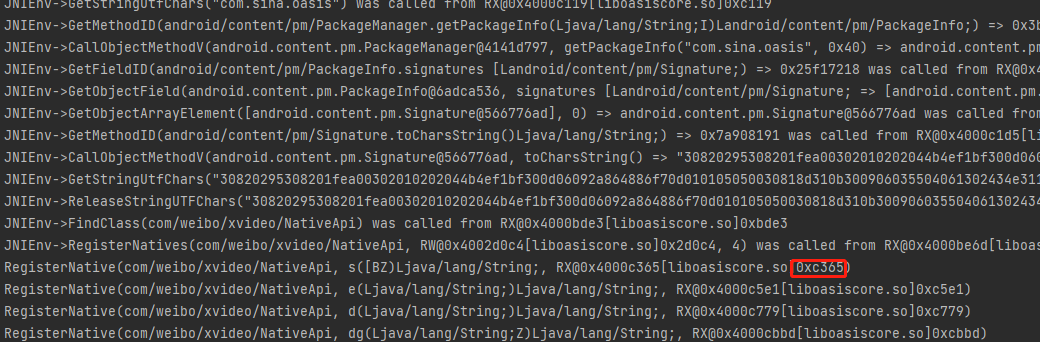 JNIEnv->GetStringUtfChars("com.sina.oasis") was called from RX@0x4000c119[liboasiscore.so]0xc119
JNIEnv->GetMethodID(android/content/pm/PackageManager.getPackageInfo(Ljava/lang/String;I)Landroid/content/pm/PackageInfo;) => 0x3b
JNIEnv->CallObjectMethodV(android.content.pm.PackageManager@4141d797, getPackageInfo("com.sina.oasis", 0x40) => android.content.pm
JNIEnv->GetFieldID(android/content/pm/PackageInfo.signatures [Landroid/content/pm/Signature;) => 0x25f17218 was called from RX@0x4
JNIEnv->GetObjectField(android.content.pm.PackageInfo@6adca536, signatures [Landroid/content/pm/Signature; => [android.content.pm.
JNIEnv->GetObjectArrayElement([android.content.pm.Signature@566776ad], 0) => android.content.pm.Signature@566776ad was called from
JNIEnv->GetMethodID(android/content/pm/Signature.toCharsString()Ljava/lang/String;) => 0x7a908191 was called from RX@0x4000c1d5[li
JNIEnv->CallObjectMethodV(android.content.pm.Signature@566776ad, toCharsString() => "30820295308201fea00302010202044b4ef1bf300d06
JNIEnv->GetStringUtfChars("30820295308201fea00302010202044b4ef1bf300d06092a864886f70d010105050030818d310b300906035504061302434e311
JNIEnv->ReleaseStringUTFChars("30820295308201fea00302010202044b4ef1bf300d06092a864886f70d010105050030818d310b300906035504061302434
JNIEnv->FindClass(com/weibo/xvideo/NativeApi) was called from RX@0x4000bde3[liboasiscore.so]0xbde3
JNIEnv->RegisterNatives(com/weibo/xvideo/NativeApi, RW@0x4002d0c4[liboasiscore.so]0x2d0c4, 4) was called from RX@0x4000be6d[liboas
RegisterNative(com/weibo/xvideo/NativeApi, s([BZ)Ljava/lang/String;, RX@0x4000c365[liboasiscore.so]0xc365)
RegisterNative(com/weibo/xvideo/NativeApi, e(Ljava/lang/String;)Ljava/lang/String;, RX@0x4000c5e1[liboasiscore.so]0xc5e1)
RegisterNative(com/weibo/xvideo/NativeApi, d(Ljava/lang/String;)Ljava/lang/String;, RX@0x4000c779[liboasiscore.so]0xc779)
RegisterNative(com/weibo/xvideo/NativeApi, dg(Ljava/lang/String;Z)Ljava/lang/String;, RX@0x4000cbbd[liboasiscore.so]0xcbbd)